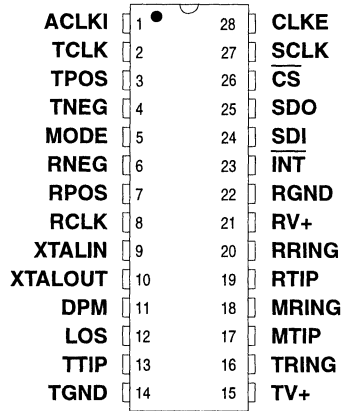 ACLKI 1 28 CLKE
TCLK 2 27 SCLK
TPOS 3 26 C̅S̅
TNEG 4 25 SDO
MODE 5 24 SDI
RNEG 6 23 I̅N̅T̅
RPOS 7 22 RGND
RCLK 8 21 RV+
XTALIN 9 20 RRING
XTALOUT 10 19 RTIP
DPM 11 18 MRING
LOS 12 17 MTIP
TTIP 13 16 TRING
TGND 14 15 TV+